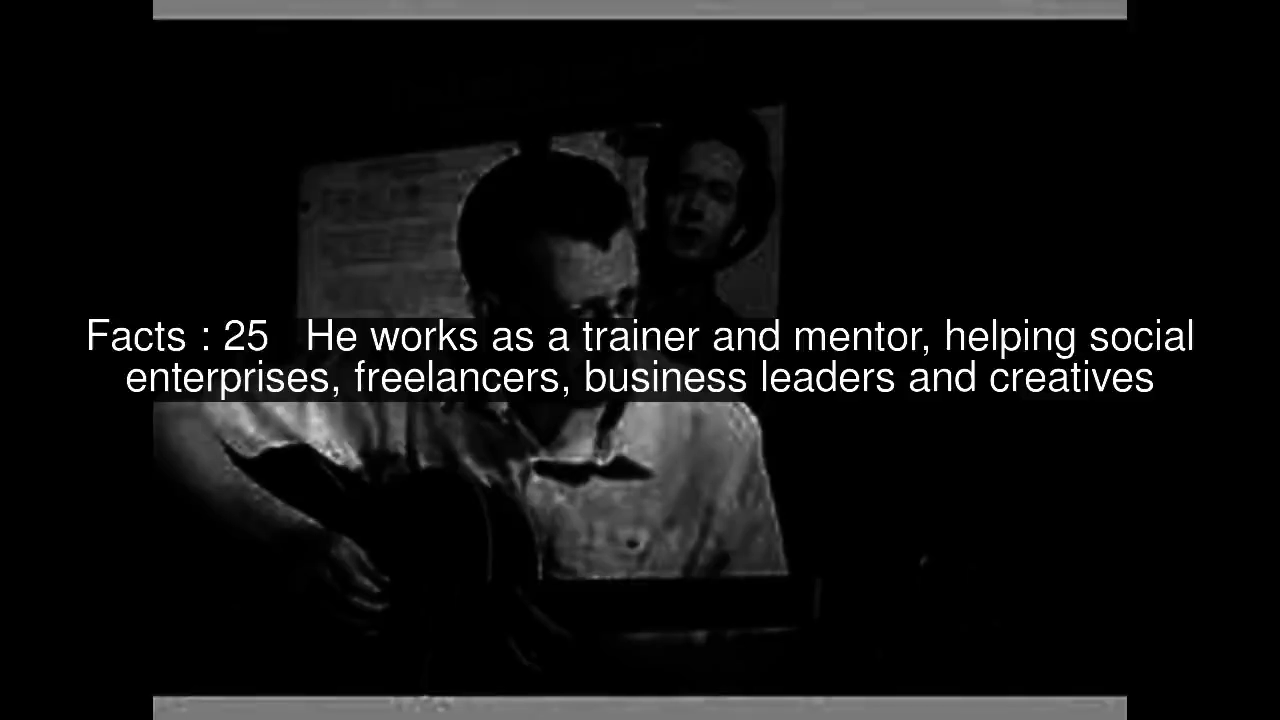 Facts : 25   He works as a trainer and mentor, helping social
enterprises, freelancers, business leaders and creatives